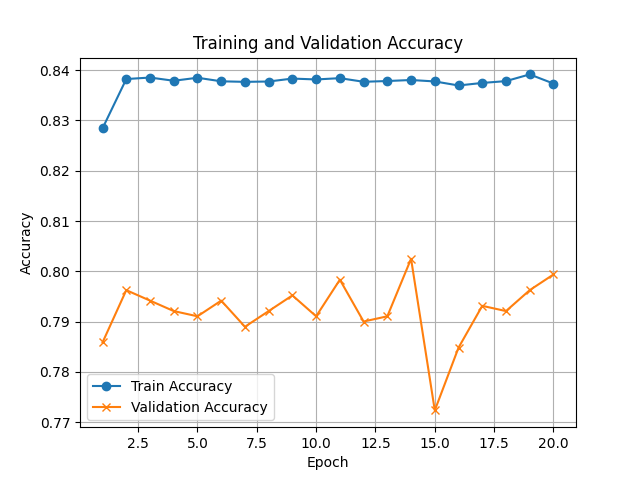 Training and Validation Accuracy
0.84
0.83
0.82
0.81
0.80
0.79
0.78
0.77
Accuracy
Train Accuracy
Validation Accuracy
2.5 5.0 7.5 10.0 12.5 15.0 17.5 20.0
Epoch